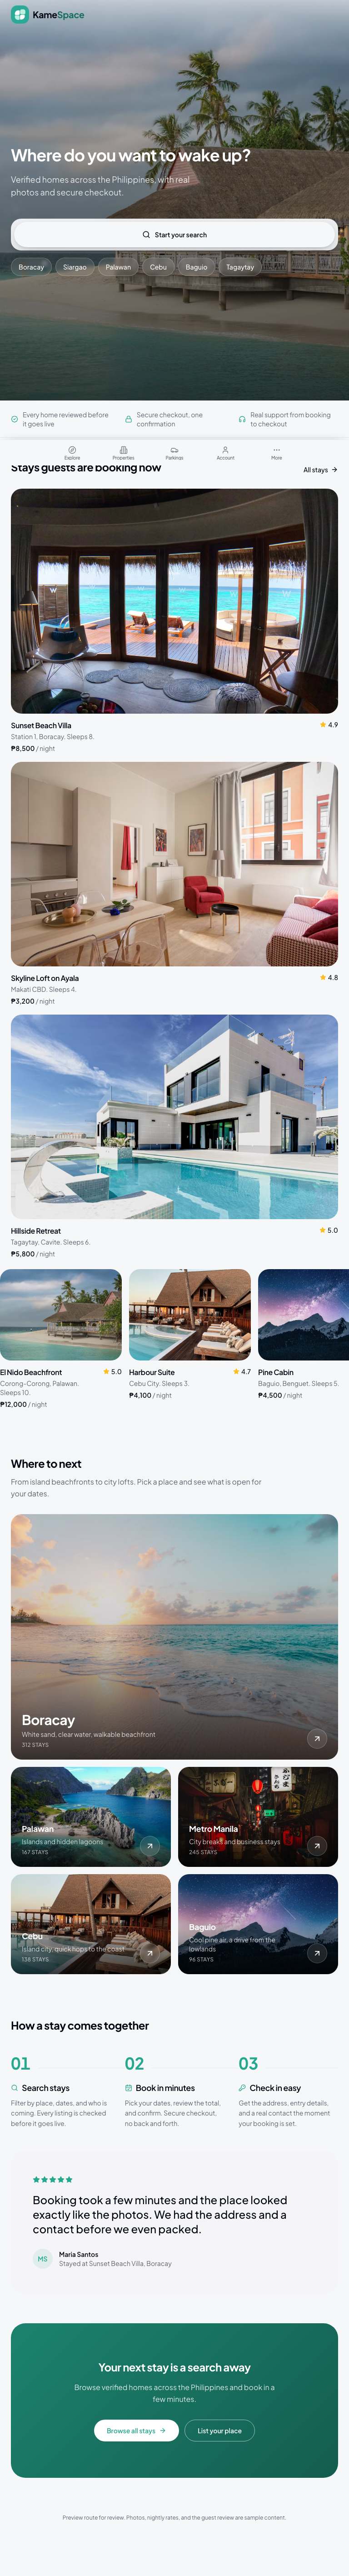 KameSpace
Where do you want to wake up?
Verified homes across the Philippines, with real
photos and secure checkout.
Start your search
Boracay
Siargao
Palawan
Cebu
Baguio
Tagaytay
Every home reviewed before
it goes live
Secure checkout, one
confirmation
Real support from booking
to checkout
Explore
Properties
Parkings
Account
More
Stays guests are booking now
All stays
Sunset Beach Villa
4.9
Station 1, Boracay. Sleeps 8.
₱8,500 / night
Skyline Loft on Ayala
4.8
Makati CBD. Sleeps 4.
₱3,200 / night
Hillside Retreat
5.0
Tagaytay, Cavite. Sleeps 6.
₱5,800 / night
El Nido Beachfront
5.0
Corong-Corong, Palawan.
Sleeps 10.
₱12,000 / night
Harbour Suite
4.7
Cebu City. Sleeps 3.
₱4,100 / night
Pine Cabin
Baguio, Benguet. Sleeps 5.
₱4,500 / night
Where to next
From island beachfronts to city lofts. Pick a place and see what is open for
your dates.
Boracay
White sand, clear water, walkable beachfront
312 STAYS
Palawan
Islands and hidden lagoons
167 STAYS
Metro Manila
City breaks and business stays
245 STAYS
Cebu
Island city, quick hops to the coast
138 STAYS
Baguio
Cool pine air, a drive from the
lowlands
96 STAYS
How a stay comes together
01
Search stays
Filter by place, dates, and who is
coming. Every listing is checked
before it goes live.
02
Book in minutes
Pick your dates, review the total,
and confirm. Secure checkout,
no back and forth.
03
Check in easy
Get the address, entry details,
and a real contact the moment
your booking is set.
Booking took a few minutes and the place looked
exactly like the photos. We had the address and a
contact before we even packed.
MS
Maria Santos
Stayed at Sunset Beach Villa, Boracay
Your next stay is a search away
Browse verified homes across the Philippines and book in a
few minutes.
Browse all stays
List your place
Preview route for review. Photos, nightly rates, and the guest review are sample content.